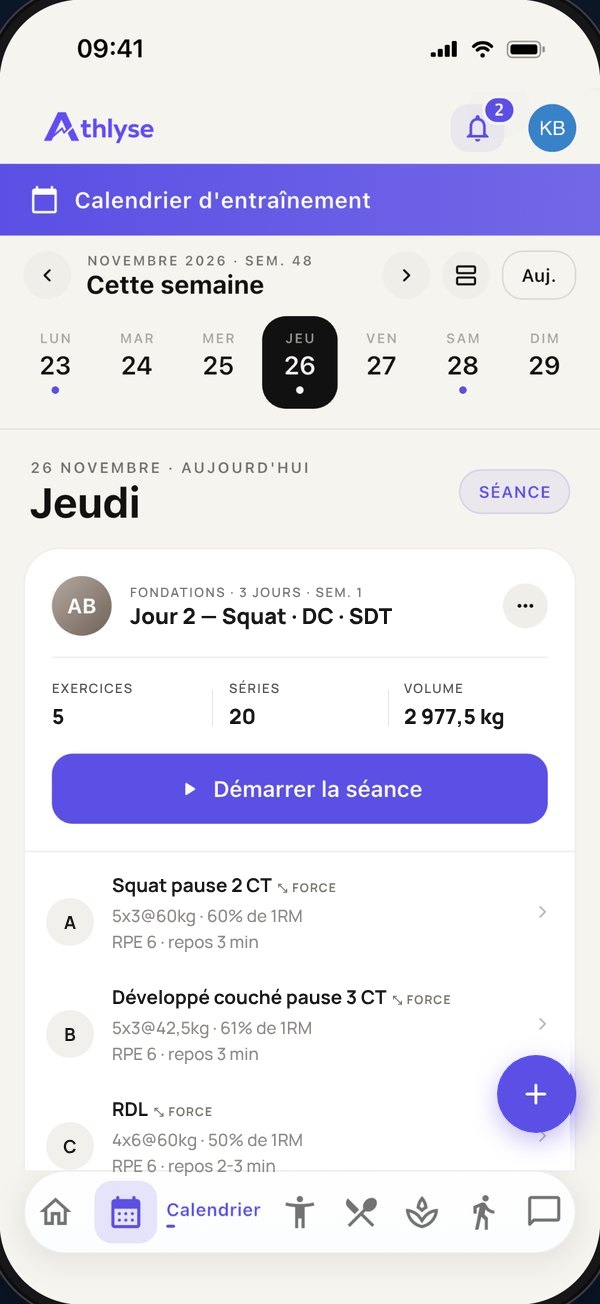 09:41
Athlyse
2
KB
Calendrier d'entraînement
NOVEMBRE 2026 · SEM. 48
Cette semaine
Auj.
LUN MAR MER JEU VEN SAM DIM
23 24 25 26 27 28 29
26 NOVEMBRE · AUJOURD'HUI
Jeudi
SÉANCE
AB
FONDATIONS · 3 JOURS · SEM. 1
Jour 2 — Squat · DC · SDT
EXERCICES SÉRIES VOLUME
5 20 2 977,5 kg
Démarrer la séance
A
Squat pause 2 CT FORCE
5x3@60kg · 60% de 1RM
RPE 6 · repos 3 min
B
Développé couché pause 3 CT FORCE
5x3@42,5kg · 61% de 1RM
RPE 6 · repos 3 min
C
RDL FORCE
4x6@60kg · 50% de 1RM
RPE 6 · repos 2-3 min
Calendrier